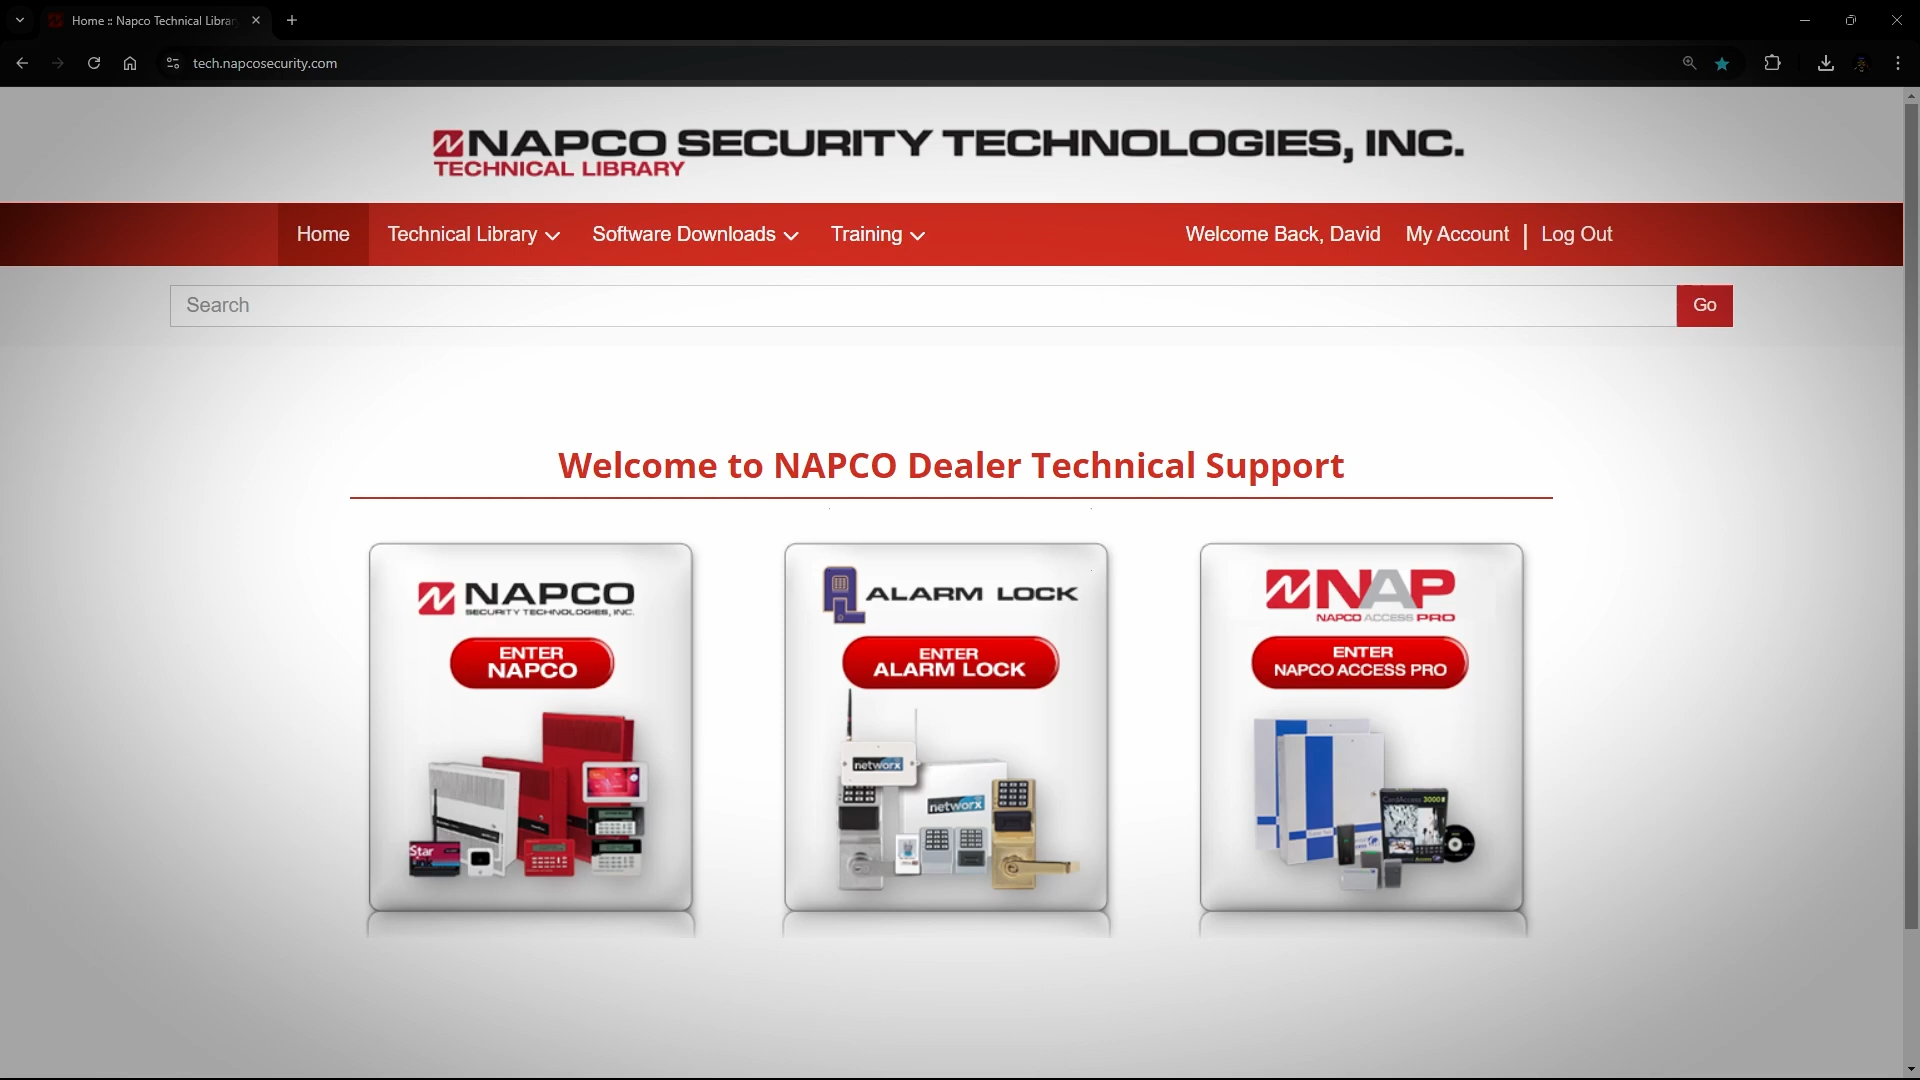 Home :: Napco Technical Librar
tech.napcosecurity.com
NAPCO SECURITY TECHNOLOGIES, INC.
TECHNICAL LIBRARY
Home Technical Library Software Downloads Training Welcome Back, David My Account | Log Out
Search Go
Welcome to NAPCO Dealer Technical Support
NAPCO
SECURITY TECHNOLOGIES, INC.
ENTER
NAPCO
Star
ALARM LOCK
ENTER
ALARM LOCK
networx
networx
NAP
NAPCO ACCESS PRO
ENTER
NAPCO ACCESS PRO
CardAccess 3000